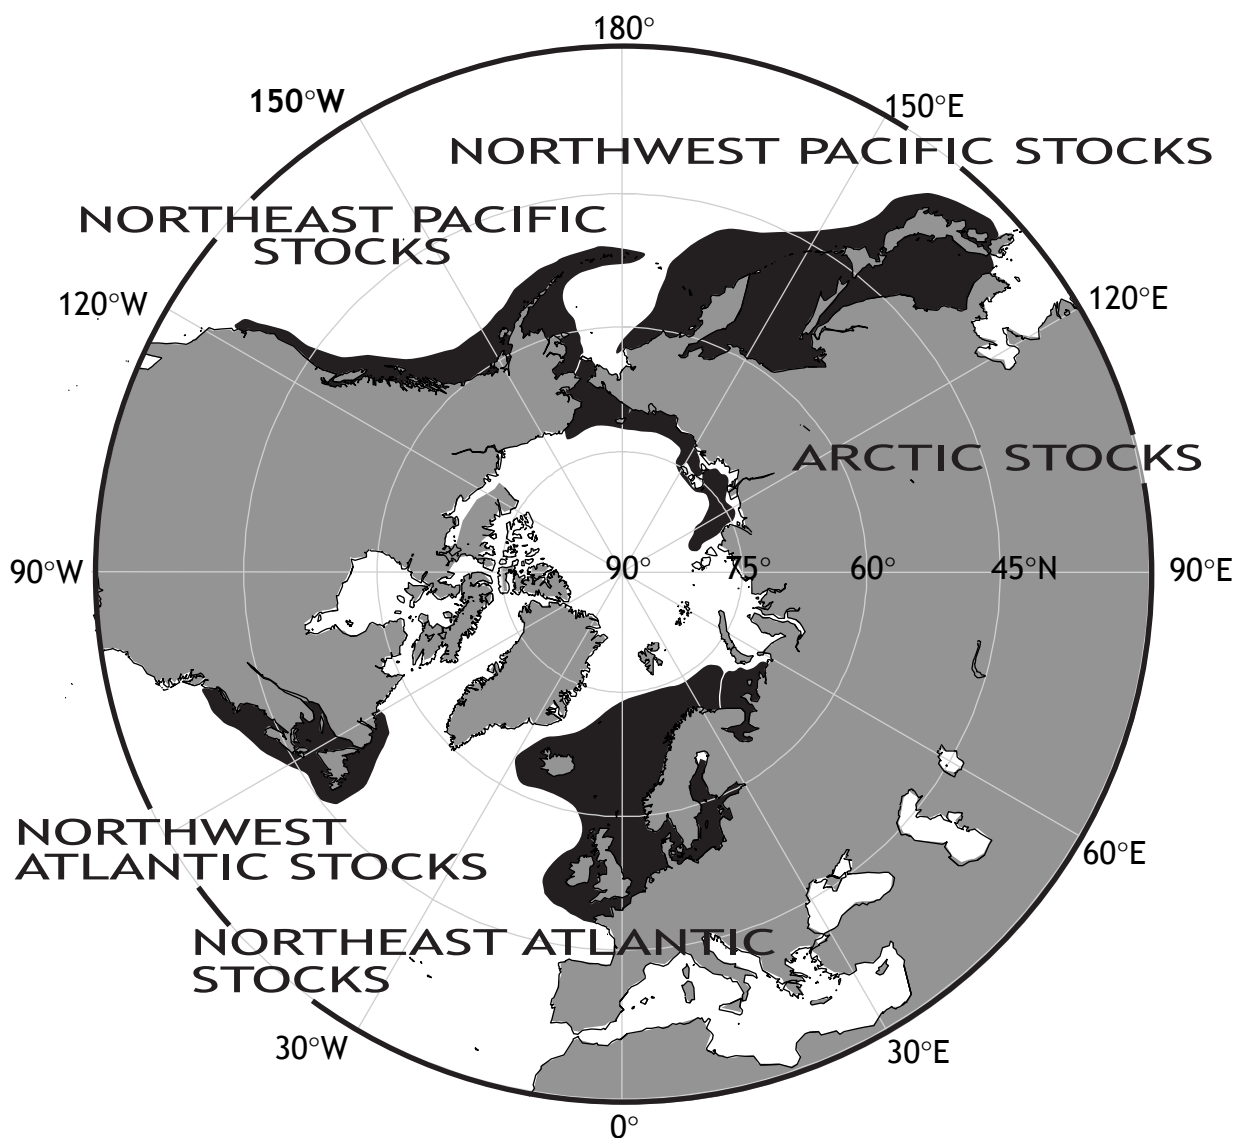 180°
150°W
150°E
NORTHWEST PACIFIC STOCKS
NORTHEAST PACIFIC
STOCKS
120°W
120°E
ARCTIC STOCKS
90°W
90°
75°
60°
45°N
90°E
NORTHWEST
ATLANTIC STOCKS
60°E
NORTHEAST ATLANTIC
STOCKS
30°W
30°E
0°